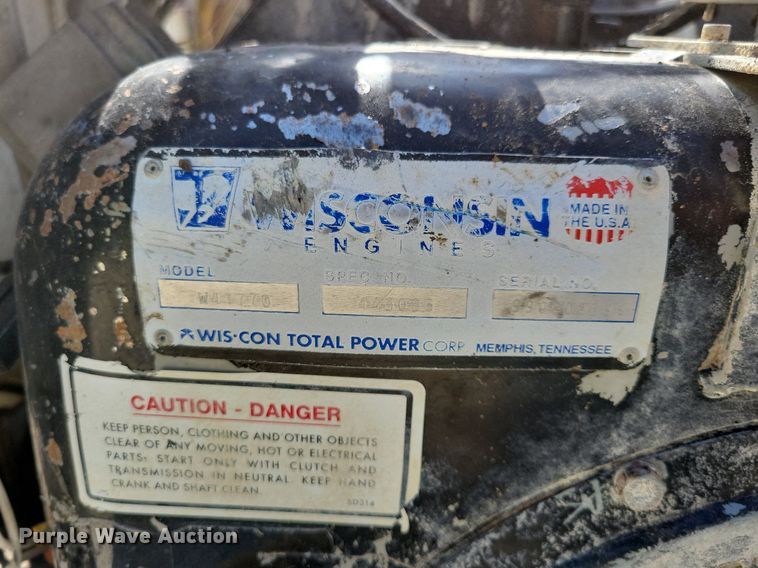 WISCONSIN
ENGINES
MADE IN
THE U.S.A
MODEL SPEC. NO. SERIAL NO.
W41770
WIS-CON TOTAL POWER CORP. MEMPHIS, TENNESSEE
CAUTION - DANGER
KEEP PERSON, CLOTHING AND OTHER OBJECTS
CLEAR OF ANY MOVING, HOT OR ELECTRICAL
PARTS: START ONLY WITH CLUTCH AND
TRANSMISSION IN NEUTRAL. KEEP HAND
CRANK AND SHAFT CLEAN.
SD314
Purple Wave Auction